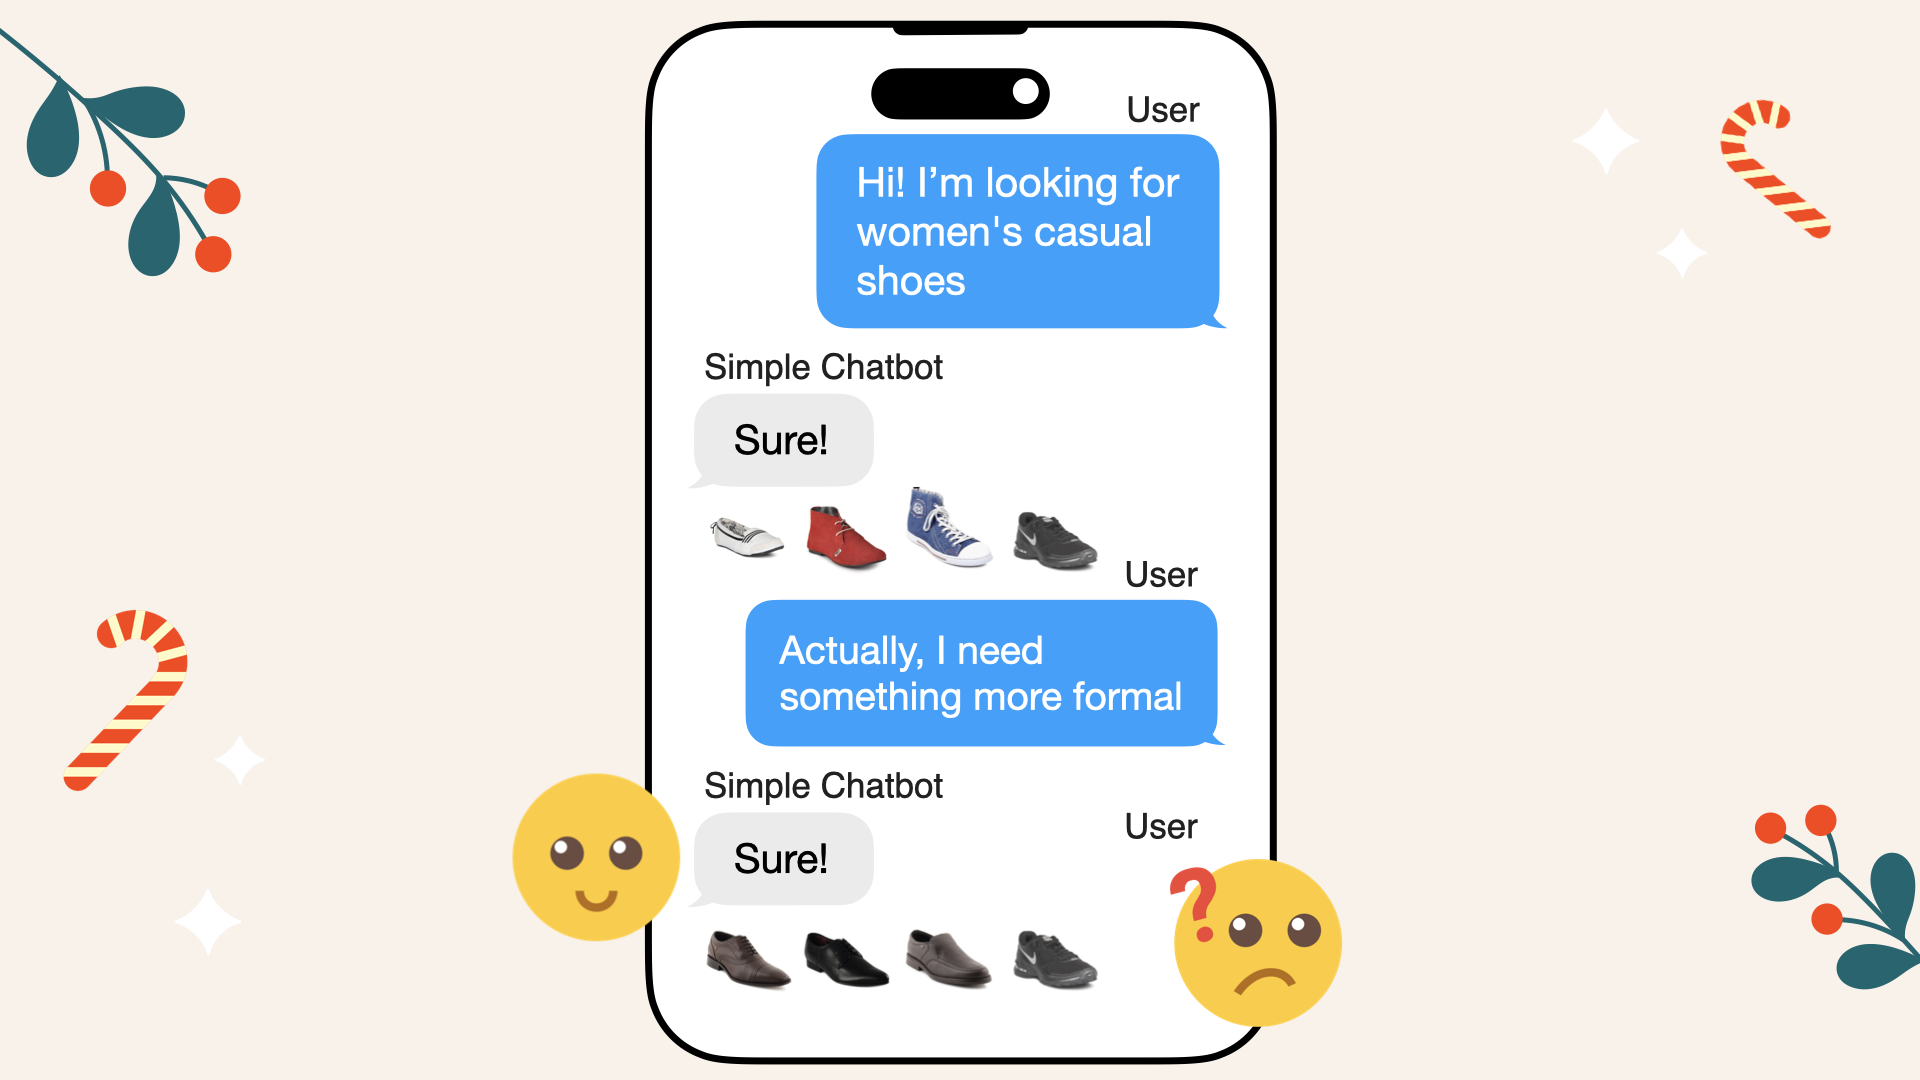 User
Hi! I’m looking for
women's casual
shoes
Simple Chatbot
Sure!
User
Actually, I need
something more formal
Simple Chatbot
Sure!
User
?